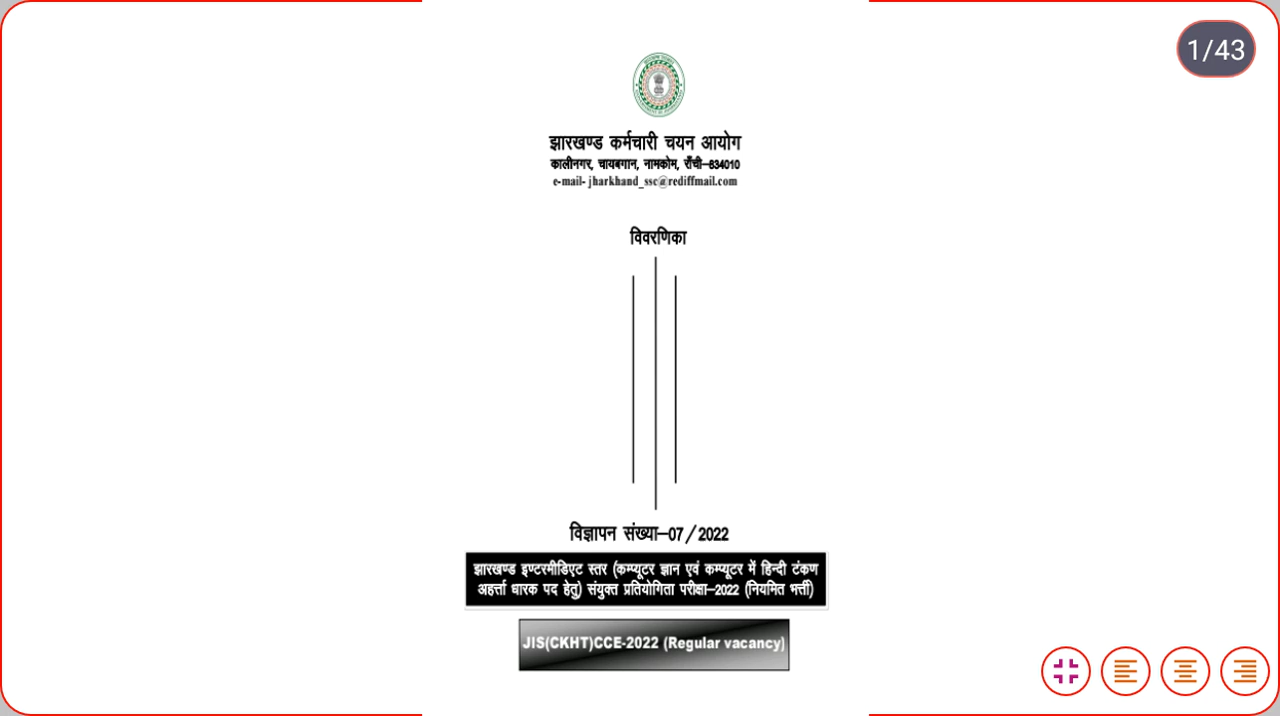 1/43
झारखण्ड कर्मचारी चयन आयोग
कालीनगर, चायबगान, नामकोम, राँची–834010
e-mail- jharkhand_ssc@rediffmail.com
विवरणिका
विज्ञापन संख्या–07/2022
झारखण्ड इण्टरमीडिएट स्तर (कम्प्यूटर ज्ञान एवं कम्प्यूटर में हिन्दी टंकण
अहर्त्ता धारक पद हेतु) संयुक्त प्रतियोगिता परीक्षा–2022 (नियमित भर्त्ती)
JIS(CKHT)CCE-2022 (Regular vacancy)